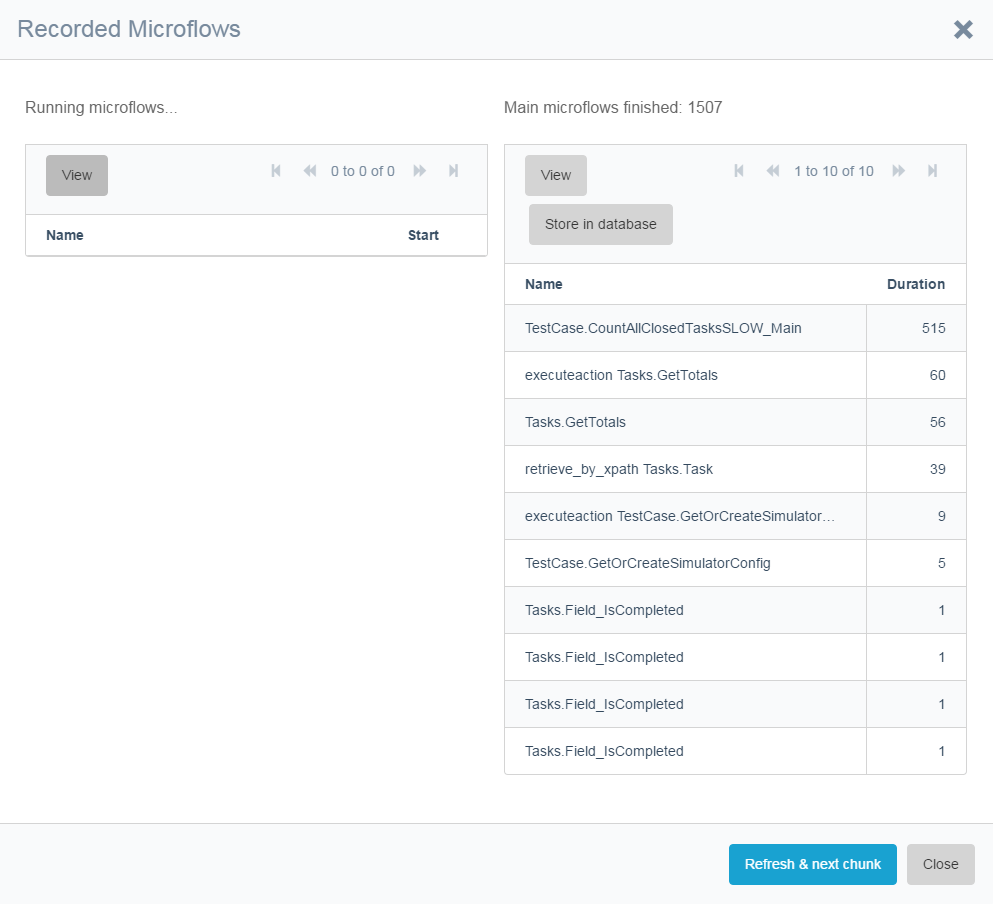 Recorded Microflows
Running microflows...
View
0 to 0 of 0
Name Start
Main microflows finished: 1507
View
1 to 10 of 10
Store in database
Name Duration
TestCase.CountAllClosedTasksSLOW_Main 515
executeaction Tasks.GetTotals 60
Tasks.GetTotals 56
retrieve_by_xpath Tasks.Task 39
executeaction TestCase.GetOrCreateSimulator... 9
TestCase.GetOrCreateSimulatorConfig 5
Tasks.Field_IsCompleted 1
Tasks.Field_IsCompleted 1
Tasks.Field_IsCompleted 1
Tasks.Field_IsCompleted 1
Refresh & next chunk Close